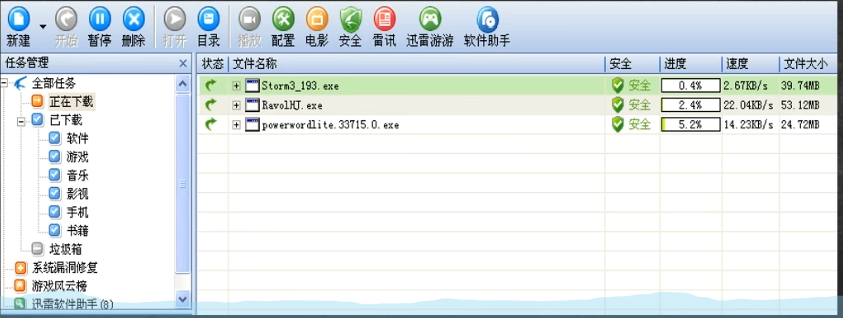 新建 开始 暂停 删除 打开 目录 播放 配置 电影 安全 雷讯 迅雷游游 软件助手
任务管理 状态 文件名称 安全 进度 速度 文件大小
全部任务
正在下载
已下载
软件
游戏
音乐
影视
手机
书籍
垃圾箱
系统漏洞修复
游戏风云榜
迅雷软件助手(8)
Storm3_193.exe 安全 0.4% 2.67KB/s 39.74MB
RavolHJ.exe 安全 2.4% 22.04KB/s 53.12MB
powerwordlite.33715.0.exe 安全 5.2% 14.23KB/s 24.72MB